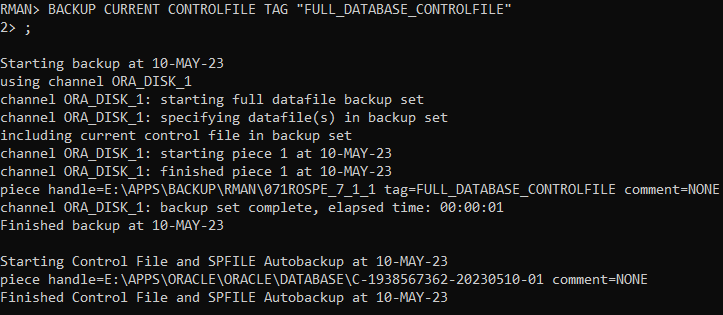 RMAN> BACKUP CURRENT CONTROLFILE TAG "FULL_DATABASE_CONTROLFILE"
2> ;
Starting backup at 10-MAY-23
using channel ORA_DISK_1
channel ORA_DISK_1: starting full datafile backup set
channel ORA_DISK_1: specifying datafile(s) in backup set
including current control file in backup set
channel ORA_DISK_1: starting piece 1 at 10-MAY-23
channel ORA_DISK_1: finished piece 1 at 10-MAY-23
piece handle=E:\APPS\BACKUP\RMAN\071ROSPE_7_1_1 tag=FULL_DATABASE_CONTROLFILE comment=NONE
channel ORA_DISK_1: backup set complete, elapsed time: 00:00:01
Finished backup at 10-MAY-23
Starting Control File and SPFILE Autobackup at 10-MAY-23
piece handle=E:\APPS\ORACLE\ORACLE\DATABASE\C-1938567362-20230510-01 comment=NONE
Finished Control File and SPFILE Autobackup at 10-MAY-23